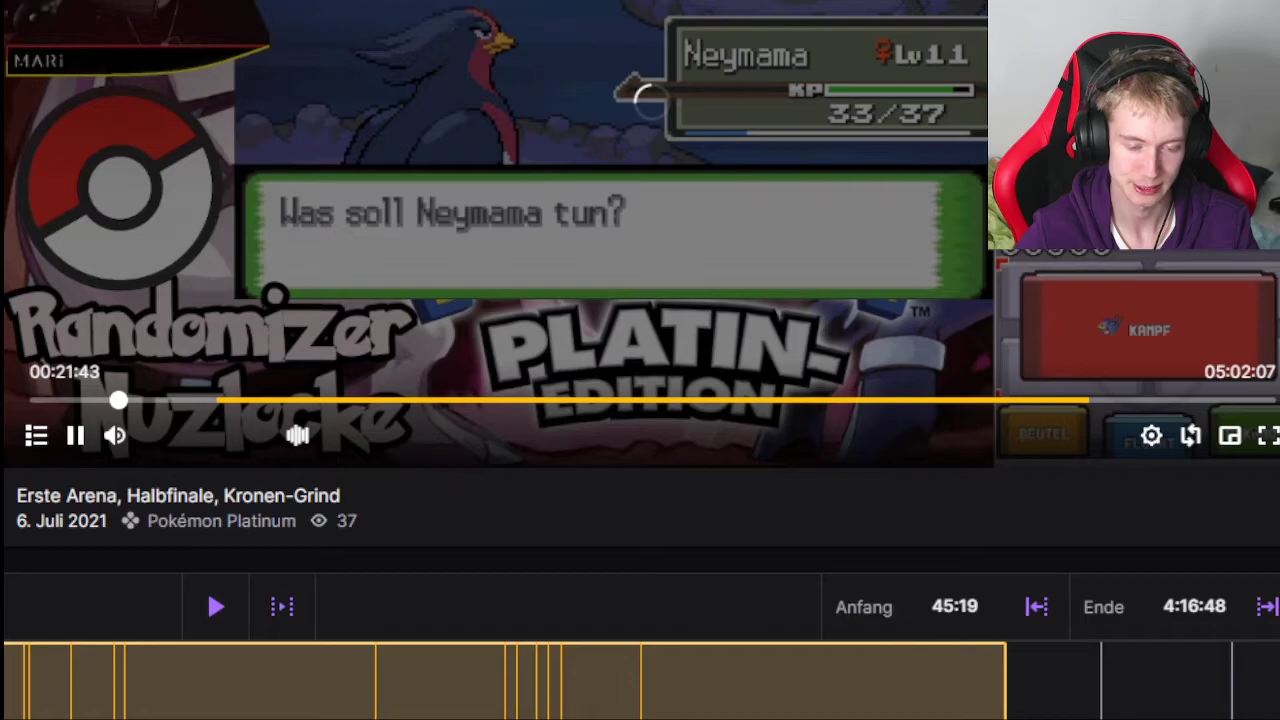 MARi
Neymama ♀Lv11
KP
33/37
Was soll Neymama tun?
KAMPF
Randomizer
Nuzlocke
PLATIN-
EDITION
TM
00:21:43
05:02:07
BEUTEL
Erste Arena, Halbfinale, Kronen-Grind
6. Juli 2021 Pokémon Platinum 37
Anfang 45:19 Ende 4:16:48